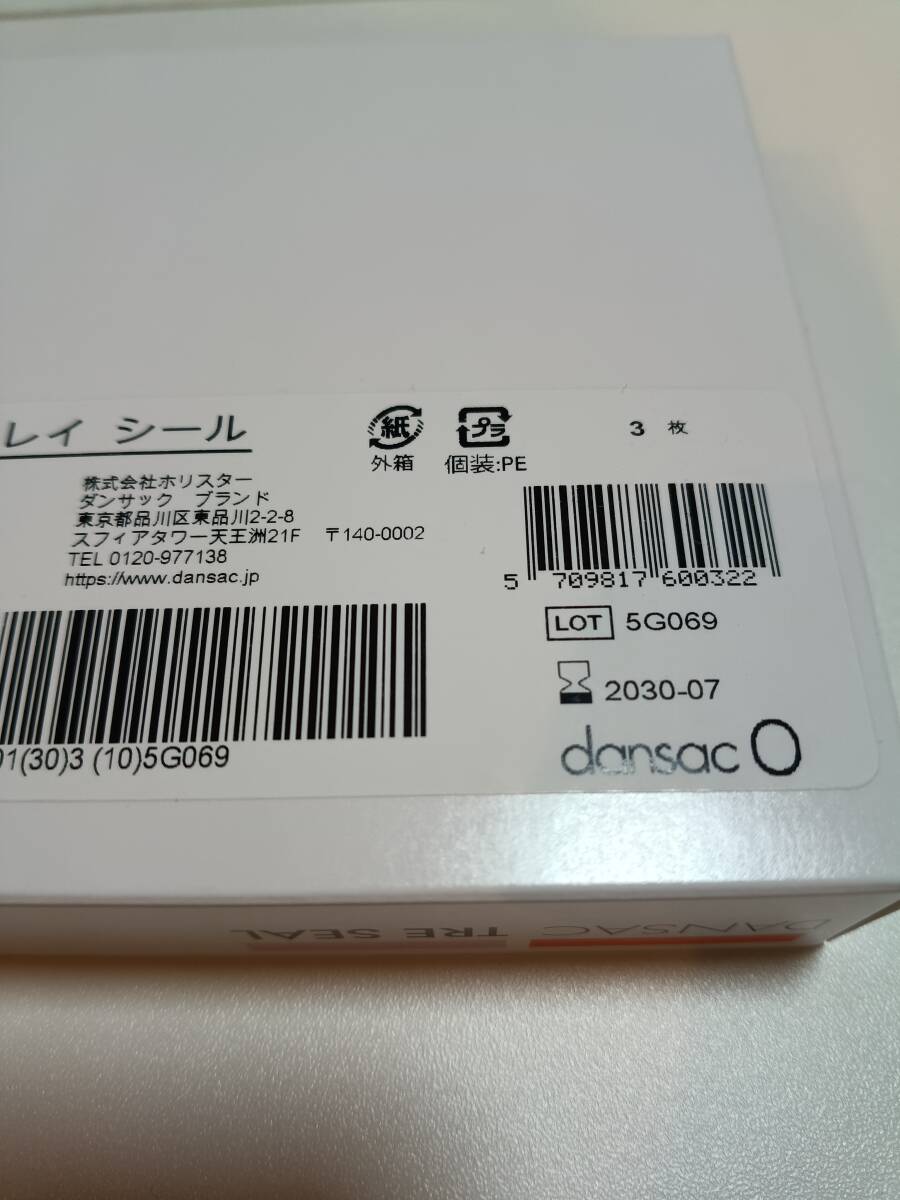 レイ シール
紙
外箱
プラ
個装:PE
3 枚
株式会社ホリスター
ダンサック ブランド
東京都品川区東品川2-2-8
スフィアタワー天王洲21F 〒140-0002
TEL 0120-977138
https://www.dansac.jp
5 709817 600322
LOT 5G069
2030-07
01(30)3 (10)5G069
dansac
DANSAC TRE SEAL